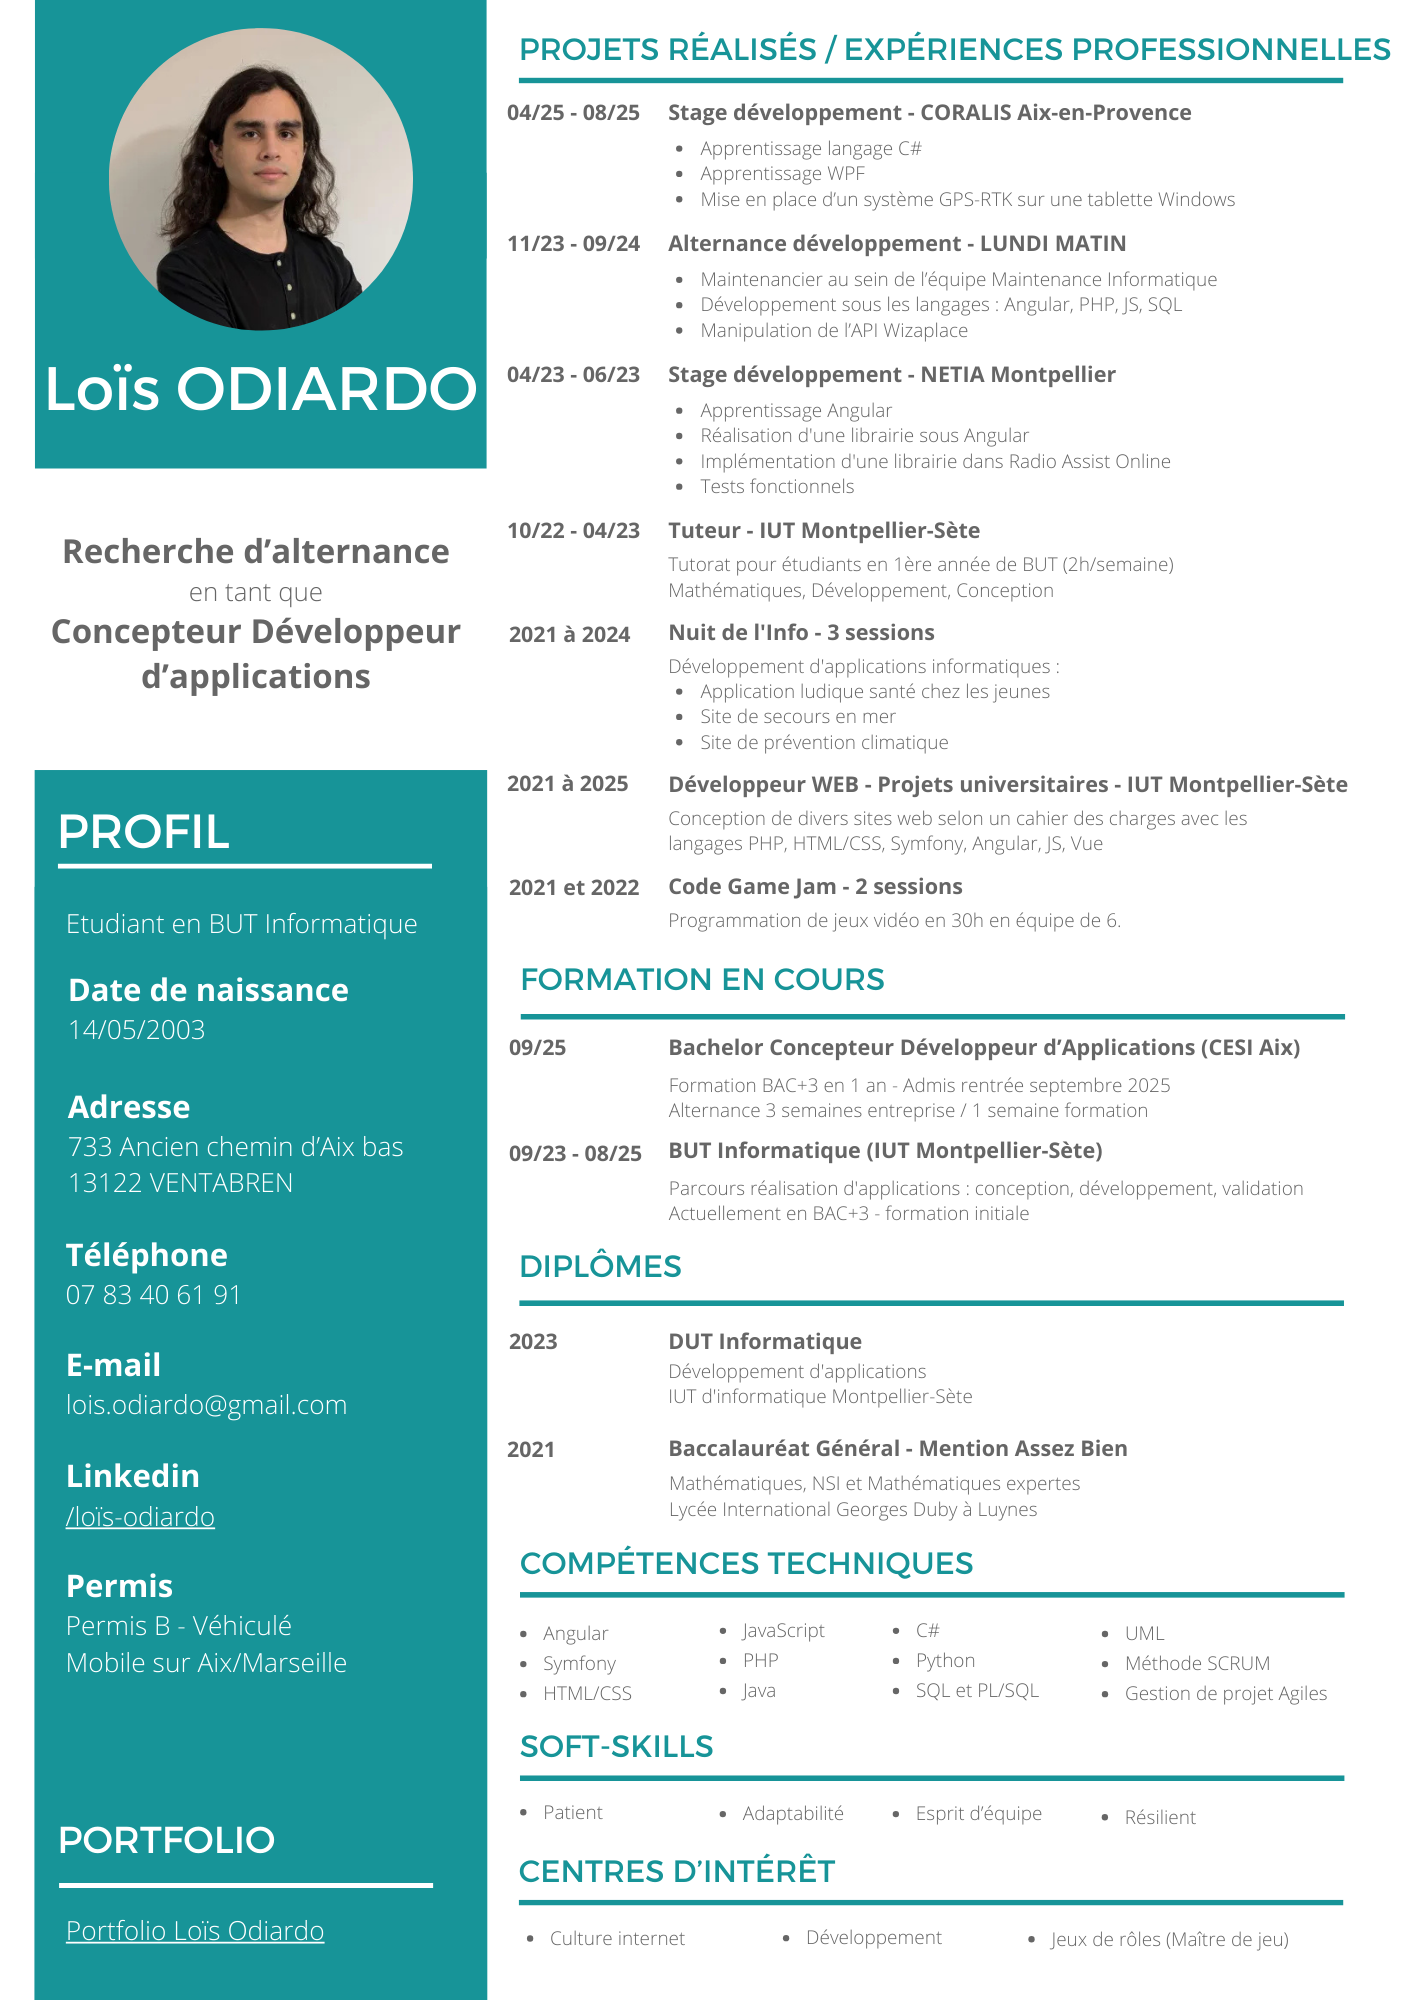 Loïs ODIARDO
Recherche d’alternance
en tant que
Concepteur Développeur
d’applications
PROFIL
Etudiant en BUT Informatique
Date de naissance
14/05/2003
Adresse
733 Ancien chemin d’Aix bas
13122 VENTABREN
Téléphone
07 83 40 61 91
E-mail
lois.odiardo@gmail.com
Linkedin
/loïs-odiardo
Permis
Permis B - Véhiculé
Mobile sur Aix/Marseille
PORTFOLIO
Portfolio Loïs Odiardo
PROJETS RÉALISÉS / EXPÉRIENCES PROFESSIONNELLES
04/25 - 08/25 Stage développement - CORALIS Aix-en-Provence
• Apprentissage langage C#
• Apprentissage WPF
• Mise en place d’un système GPS-RTK sur une tablette Windows
11/23 - 09/24 Alternance développement - LUNDI MATIN
• Maintenancier au sein de l’équipe Maintenance Informatique
• Développement sous les langages : Angular, PHP, JS, SQL
• Manipulation de l’API Wizaplace
04/23 - 06/23 Stage développement - NETIA Montpellier
• Apprentissage Angular
• Réalisation d'une librairie sous Angular
• Implémentation d'une librairie dans Radio Assist Online
• Tests fonctionnels
10/22 - 04/23 Tuteur - IUT Montpellier-Sète
Tutorat pour étudiants en 1ère année de BUT (2h/semaine)
Mathématiques, Développement, Conception
2021 à 2024 Nuit de l'Info - 3 sessions
Développement d'applications informatiques :
• Application ludique santé chez les jeunes
• Site de secours en mer
• Site de prévention climatique
2021 à 2025 Développeur WEB - Projets universitaires - IUT Montpellier-Sète
Conception de divers sites web selon un cahier des charges avec les
langages PHP, HTML/CSS, Symfony, Angular, JS, Vue
2021 et 2022 Code Game Jam - 2 sessions
Programmation de jeux vidéo en 30h en équipe de 6.
FORMATION EN COURS
09/25 Bachelor Concepteur Développeur d’Applications (CESI Aix)
Formation BAC+3 en 1 an - Admis rentrée septembre 2025
Alternance 3 semaines entreprise / 1 semaine formation
09/23 - 08/25 BUT Informatique (IUT Montpellier-Sète)
Parcours réalisation d'applications : conception, développement, validation
Actuellement en BAC+3 - formation initiale
DIPLÔMES
2023 DUT Informatique
Développement d'applications
IUT d'informatique Montpellier-Sète
2021 Baccalauréat Général - Mention Assez Bien
Mathématiques, NSI et Mathématiques expertes
Lycée International Georges Duby à Luynes
COMPÉTENCES TECHNIQUES
• Angular • JavaScript • C# • UML
• Symfony • PHP • Python • Méthode SCRUM
• HTML/CSS • Java • SQL et PL/SQL • Gestion de projet Agiles
SOFT-SKILLS
• Patient • Adaptabilité • Esprit d’équipe • Résilient
CENTRES D’INTÉRÊT
• Culture internet • Développement • Jeux de rôles (Maître de jeu)